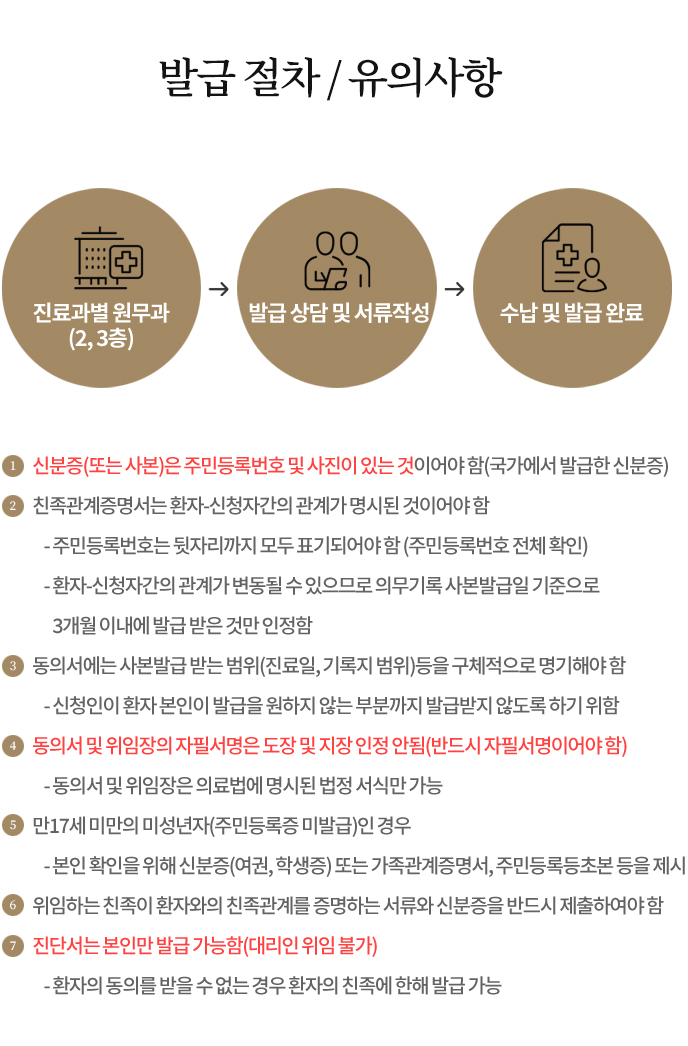 발급 절차 / 유의사항
진료과별 원무과
(2, 3층)
발급 상담 및 서류작성
수납 및 발급 완료
1 신분증(또는 사본)은 주민등록번호 및 사진이 있는 것이어야 함(국가에서 발급한 신분증)
2 친족관계증명서는 환자-신청자간의 관계가 명시된 것이어야 함
- 주민등록번호는 뒷자리까지 모두 표기되어야 함 (주민등록번호 전체 확인)
- 환자-신청자간의 관계가 변동될 수 있으므로 의무기록 사본발급일 기준으로
3개월 이내에 발급 받은 것만 인정함
3 동의서에는 사본발급 받는 범위(진료일, 기록지 범위)등을 구체적으로 명기해야 함
- 신청인이 환자 본인이 발급을 원하지 않는 부분까지 발급받지 않도록 하기 위함
4 동의서 및 위임장의 자필서명은 도장 및 지장 인정 안됨(반드시 자필서명이어야 함)
- 동의서 및 위임장은 의료법에 명시된 법정 서식만 가능
5 만17세 미만의 미성년자(주민등록증 미발급)인 경우
- 본인 확인을 위해 신분증(여권, 학생증) 또는 가족관계증명서, 주민등록등초본 등을 제시
6 위임하는 친족이 환자와의 친족관계를 증명하는 서류와 신분증을 반드시 제출하여야 함
7 진단서는 본인만 발급 가능함(대리인 위임 불가)
- 환자의 동의를 받을 수 없는 경우 환자의 친족에 한해 발급 가능